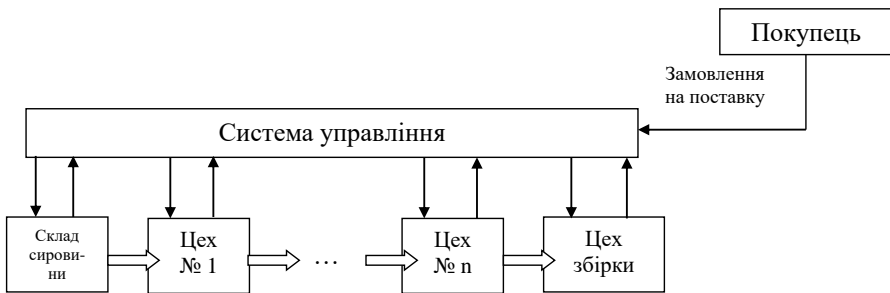 Покупець
Замовлення
на поставку
Система управління
Склад
сирови-
ни
Цех
№ 1
…
Цех
№ n
Цех
збірки